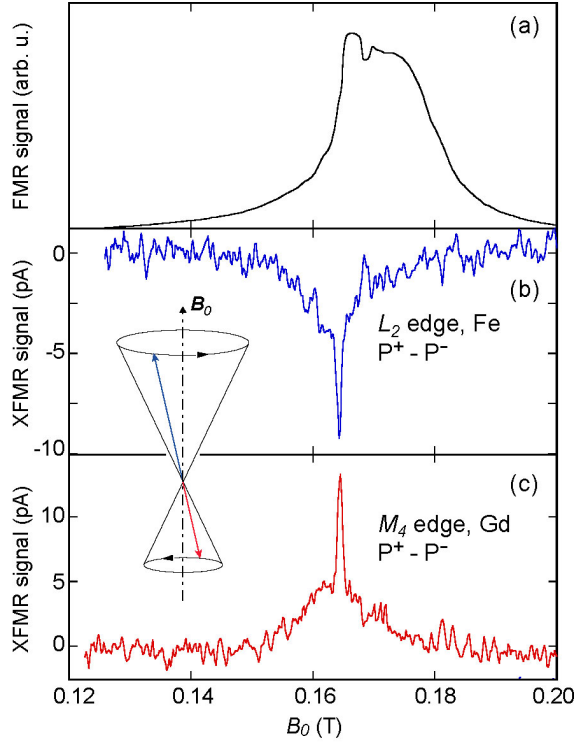 (a)
FMR signal (arb. u.)
0
-5
-10
XFMR signal (pA)
B0
(b)
L2 edge, Fe
P+ - P-
10
5
0
XFMR signal (pA)
(c)
M4 edge, Gd
P+ - P-
0.12 0.14 0.16 0.18 0.20
B0 (T)